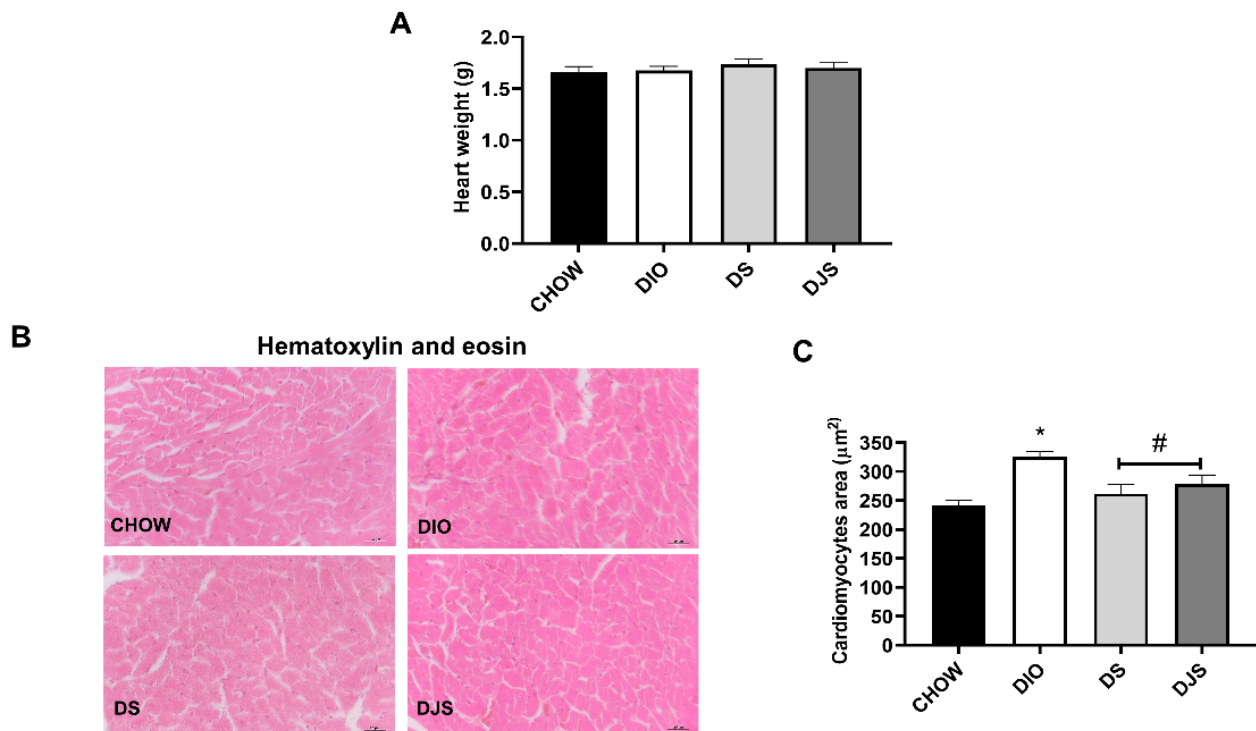 A
Heart weight (g)
2.0
1.5
1.0
0.5
0.0
CHOW
DIO
DS
DJS
B
Hematoxylin and eosin
CHOW
DIO
DS
DJS
C
Cardiomyocytes area (μm²)
350
300
250
200
150
100
50
0
*
#
CHOW
DIO
DS
DJS